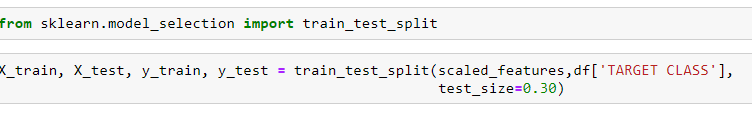 from sklearn.model_selection import train_test_split
X_train, X_test, y_train, y_test = train_test_split(scaled_features,df['TARGET CLASS'],
test_size=0.30)